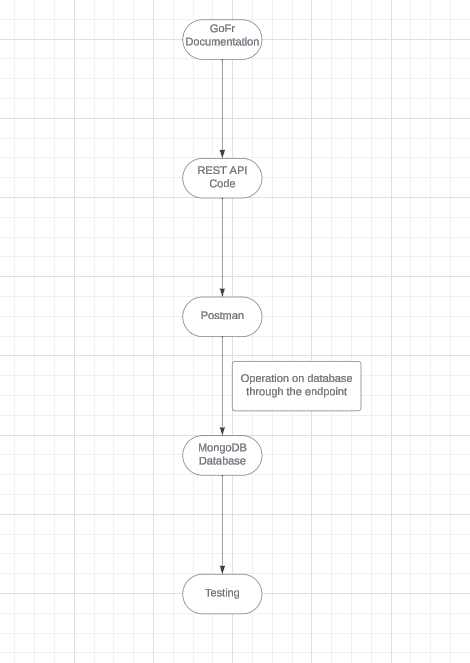 GoFr
Documentation
REST API
Code
Postman
Operation on database
through the endpoint
MongoDB
Database
Testing